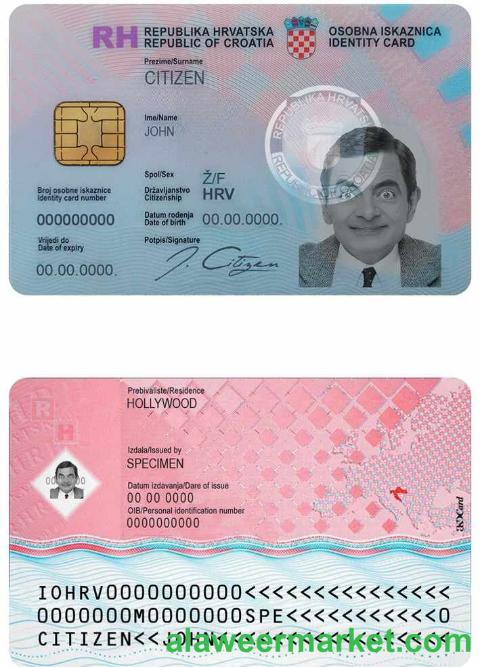 RH REPUBLIKA HRVATSKA
REPUBLIC OF CROATIA
OSOBNA ISKAZNICA
IDENTITY CARD
Prezime/Surname
CITIZEN
Ime/Name
JOHN
Spol/Sex
Ž/F
Državljanstvo
Citizenship
HRV
Broj osobne iskaznice
Identity card number
000000000
Datum rođenja
Date of birth
00.00.0000.
Vrijedi do
Date of expiry
00.00.0000.
Potpis/Signature
J. Citizen
REPUBLIKA HRVATSKA
Prebivalište/Residence
HOLLYWOOD
Izdala/Issued by
SPECIMEN
Datum izdavanja/Dare of issue
00 00 0000
OIB/Personal identification number
0000000000
RH
IOHRV0000000000<<<<<<<<<<<<<<<
0000000M0000000SPE<<<<<<<<<<<0
CITIZEN<<JOHN<<<<<<<<<<<<<<<<<
alaweermarket.com